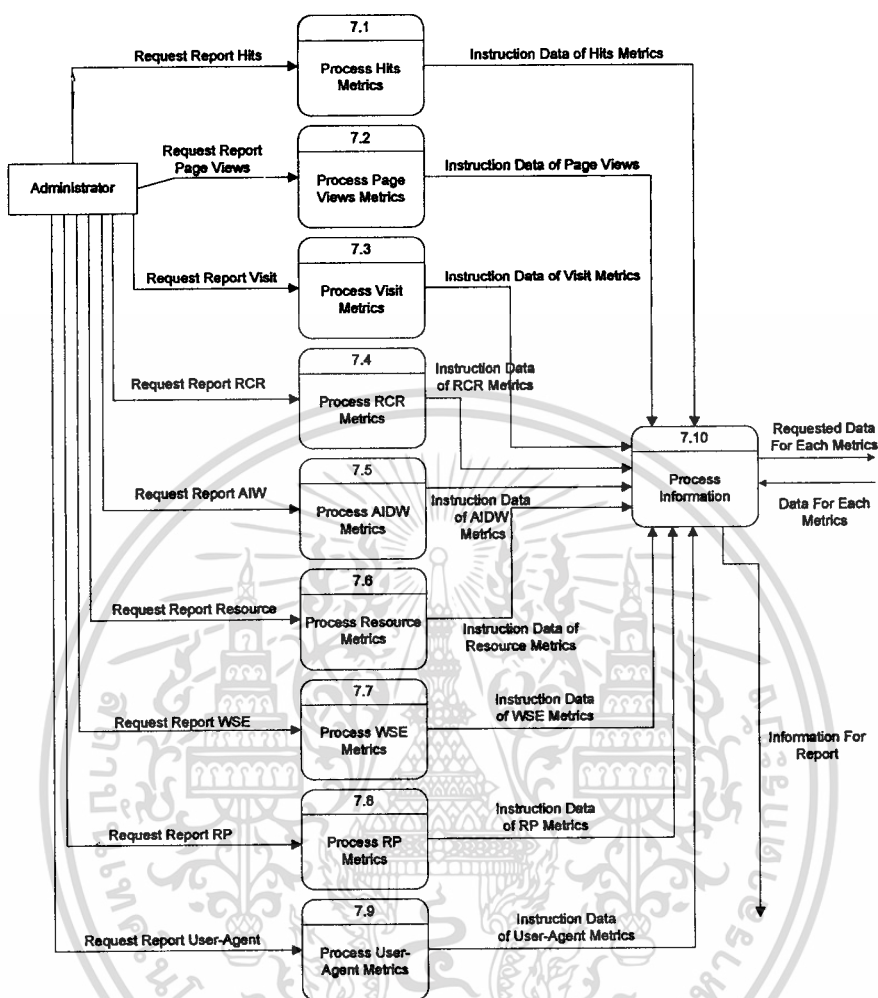 7.1
Request Report Hits
Process Hits
Metrics
Instruction Data of Hits Metrics
7.2
Request Report
Page Views
Process Page
Views Metrics
Instruction Data of Page Views
Administrator
7.3
Request Report Visit
Process Visit
Metrics
Instruction Data of Visit Metrics
7.4
Request Report RCR
Process RCR
Metrics
Instruction Data
of RCR Metrics
7.10
Process
Information
Requested Data
For Each Metrics
Data For Each
Metrics
7.5
Request Report AIW
Process AIDW
Metrics
Instruction Data
of AIDW
Metrics
7.6
Request Report Resource
Process Resource
Metrics
Instruction Data of
Resource Metrics
7.7
Request Report WSE
Process WSE
Metrics
Instruction Data
of WSE Metrics
Information For
Report
7.8
Request Report RP
Process RP
Metrics
Instruction Data
of RP Metrics
7.9
Request Report User-Agent
Process User-
Agent Metrics
Instruction Data
of User-Agent Metrics